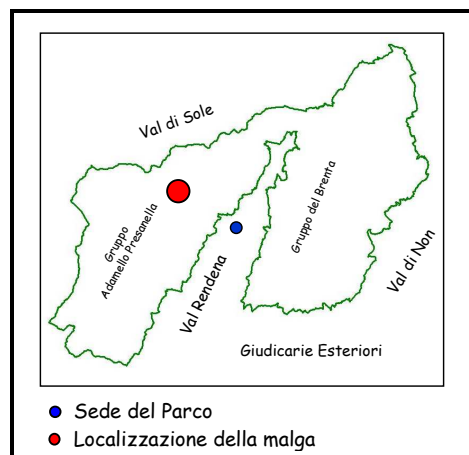 Val di Sole
Gruppo
Adamello Presanella
Gruppo del Brenta
Val Rendena
Val di Non
Giudicarie Esteriori
Sede del Parco
Localizzazione della malga